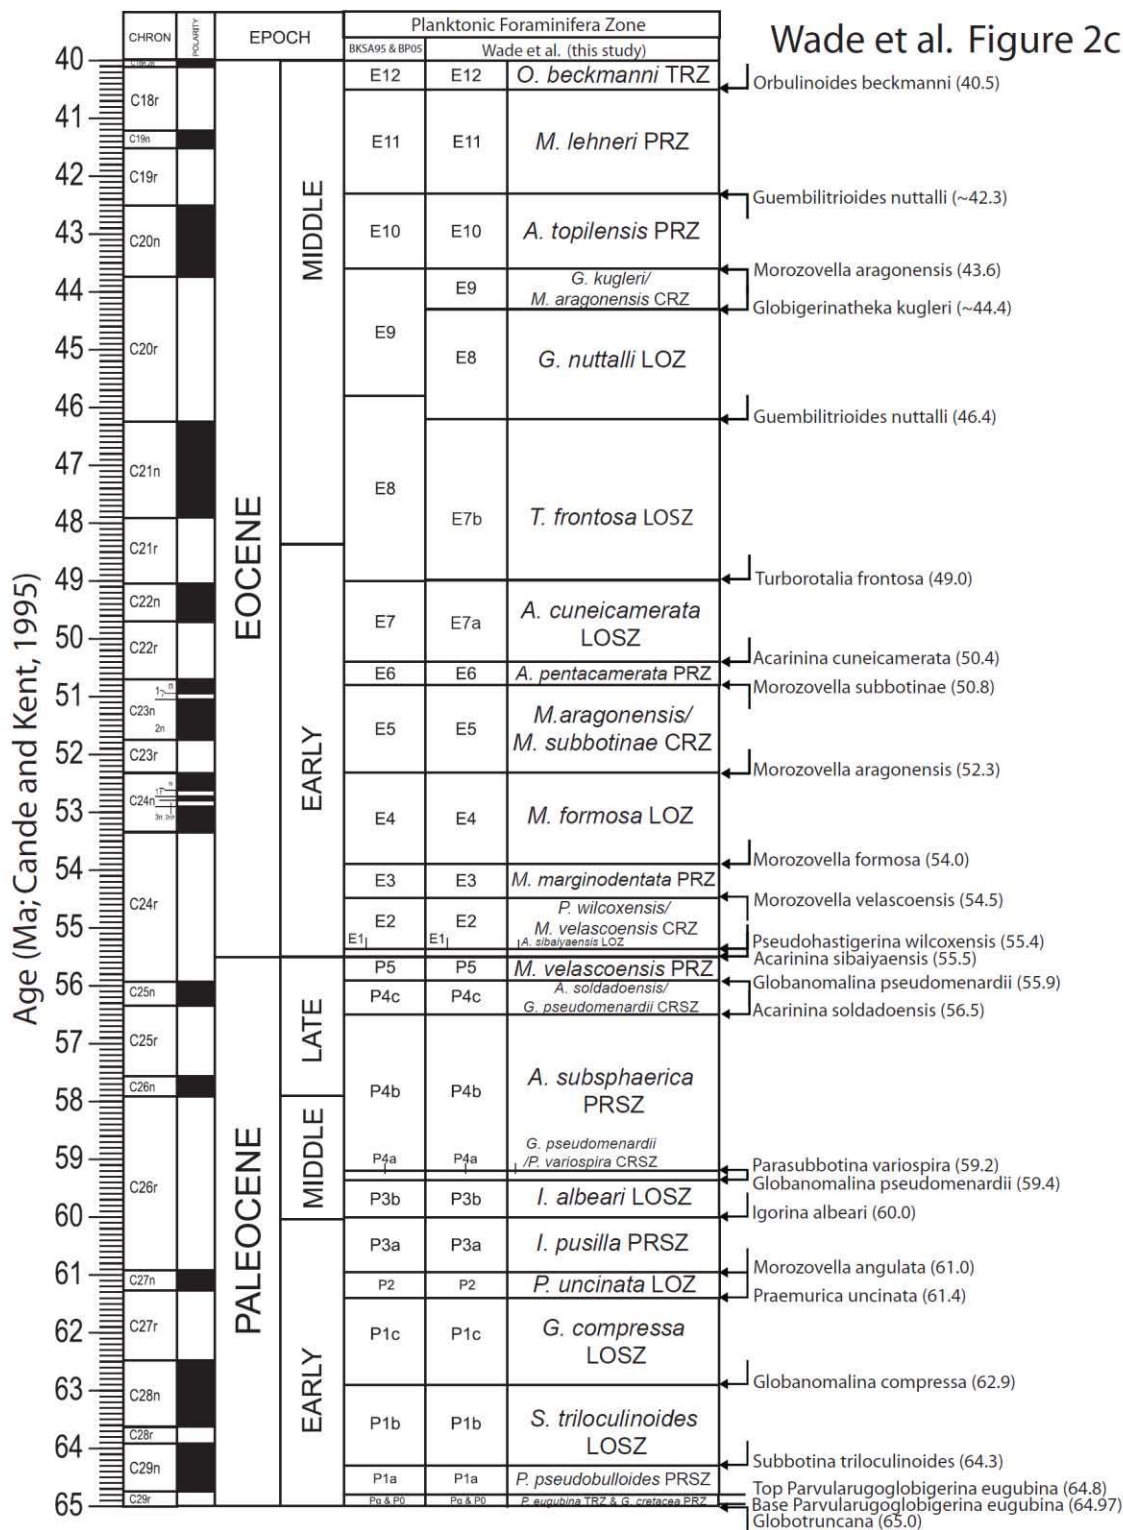 Wade et al. Figure 2c
Planktonic Foraminifera Zone
CHRON
POLARITY
EPOCH
BKSA95 & BP05
Wade et al. (this study)
Age (Ma; Cande and Kent, 1995)
40
41
42
43
44
45
46
47
48
49
50
51
52
53
54
55
56
57
58
59
60
61
62
63
64
65
C18r
C19n
C19r
C20n
C20r
C21n
C21r
C22n
C22r
1
n
C23n
2n
C23r
n
C24n
C24r
C25n
C25r
C26n
C26r
C27n
C27r
C28n
C28r
C29n
C29r
EOCENE
PALEOCENE
MIDDLE
EARLY
LATE
MIDDLE
EARLY
E12 E12 O. beckmanni TRZ
E11 E11 M. lehneri PRZ
E10 E10 A. topilensis PRZ
E9 G. kugleri/
M. aragonensis CRZ
E9
E8 G. nuttalli LOZ
E8
E7b T. frontosa LOSZ
E7 E7a A. cuneicamerata
LOSZ
E6 E6 A. pentacamerata PRZ
E5 E5 M.aragonensis/
M. subbotinae CRZ
E4 E4 M. formosa LOZ
E3 E3 M. marginodentata PRZ
E2 E2 P. wilcoxensis/
M. velascoensis CRZ
E1 E1 A. sibaiyaensis LOZ
P5 P5 M. velascoensis PRZ
P4c P4c A. soldadoensis/
G. pseudomenardii CRSZ
P4b P4b A. subsphaerica
PRSZ
P4a P4a G. pseudomenardii
/P. variospira CRSZ
P3b P3b I. albeari LOSZ
P3a P3a I. pusilla PRSZ
P2 P2 P. uncinata LOZ
P1c P1c G. compressa
LOSZ
P1b P1b S. triloculinoides
LOSZ
P1a P1a P. pseudobulloides PRSZ
Pα & P0 Pα & P0 P. eugubina TRZ & G. cretacea PRZ
Orbulinoides beckmanni (40.5)
Guembilitrioides nuttalli (~42.3)
Morozovella aragonensis (43.6)
Globigerinatheka kugleri (~44.4)
Guembilitrioides nuttalli (46.4)
Turborotalia frontosa (49.0)
Acarinina cuneicamerata (50.4)
Morozovella subbotinae (50.8)
Morozovella aragonensis (52.3)
Morozovella formosa (54.0)
Morozovella velascoensis (54.5)
Pseudohastigerina wilcoxensis (55.4)
Acarinina sibaiyaensis (55.5)
Globanomalina pseudomenardii (55.9)
Acarinina soldadoensis (56.5)
Parasubbotina variospira (59.2)
Globanomalina pseudomenardii (59.4)
Igorina albeari (60.0)
Morozovella angulata (61.0)
Praemurica uncinata (61.4)
Globanomalina compressa (62.9)
Subbotina triloculinoides (64.3)
Top Parvularugoglobigerina eugubina (64.8)
Base Parvularugoglobigerina eugubina (64.97)
Globotruncana (65.0)